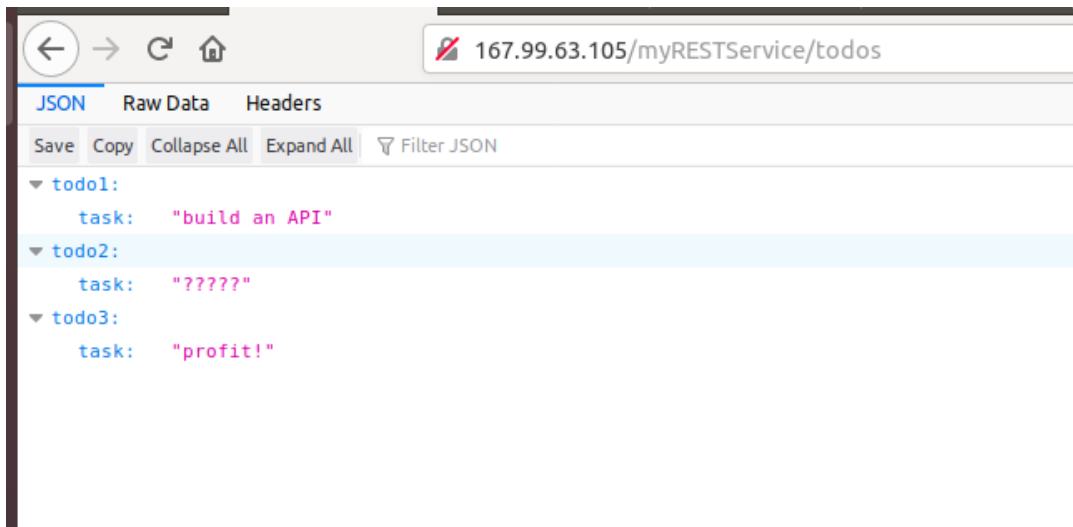 167.99.63.105/myRESTService/todos
JSON Raw Data Headers
Save Copy Collapse All Expand All Filter JSON
todo1:
task: "build an API"
todo2:
task: "?????"
todo3:
task: "profit!"